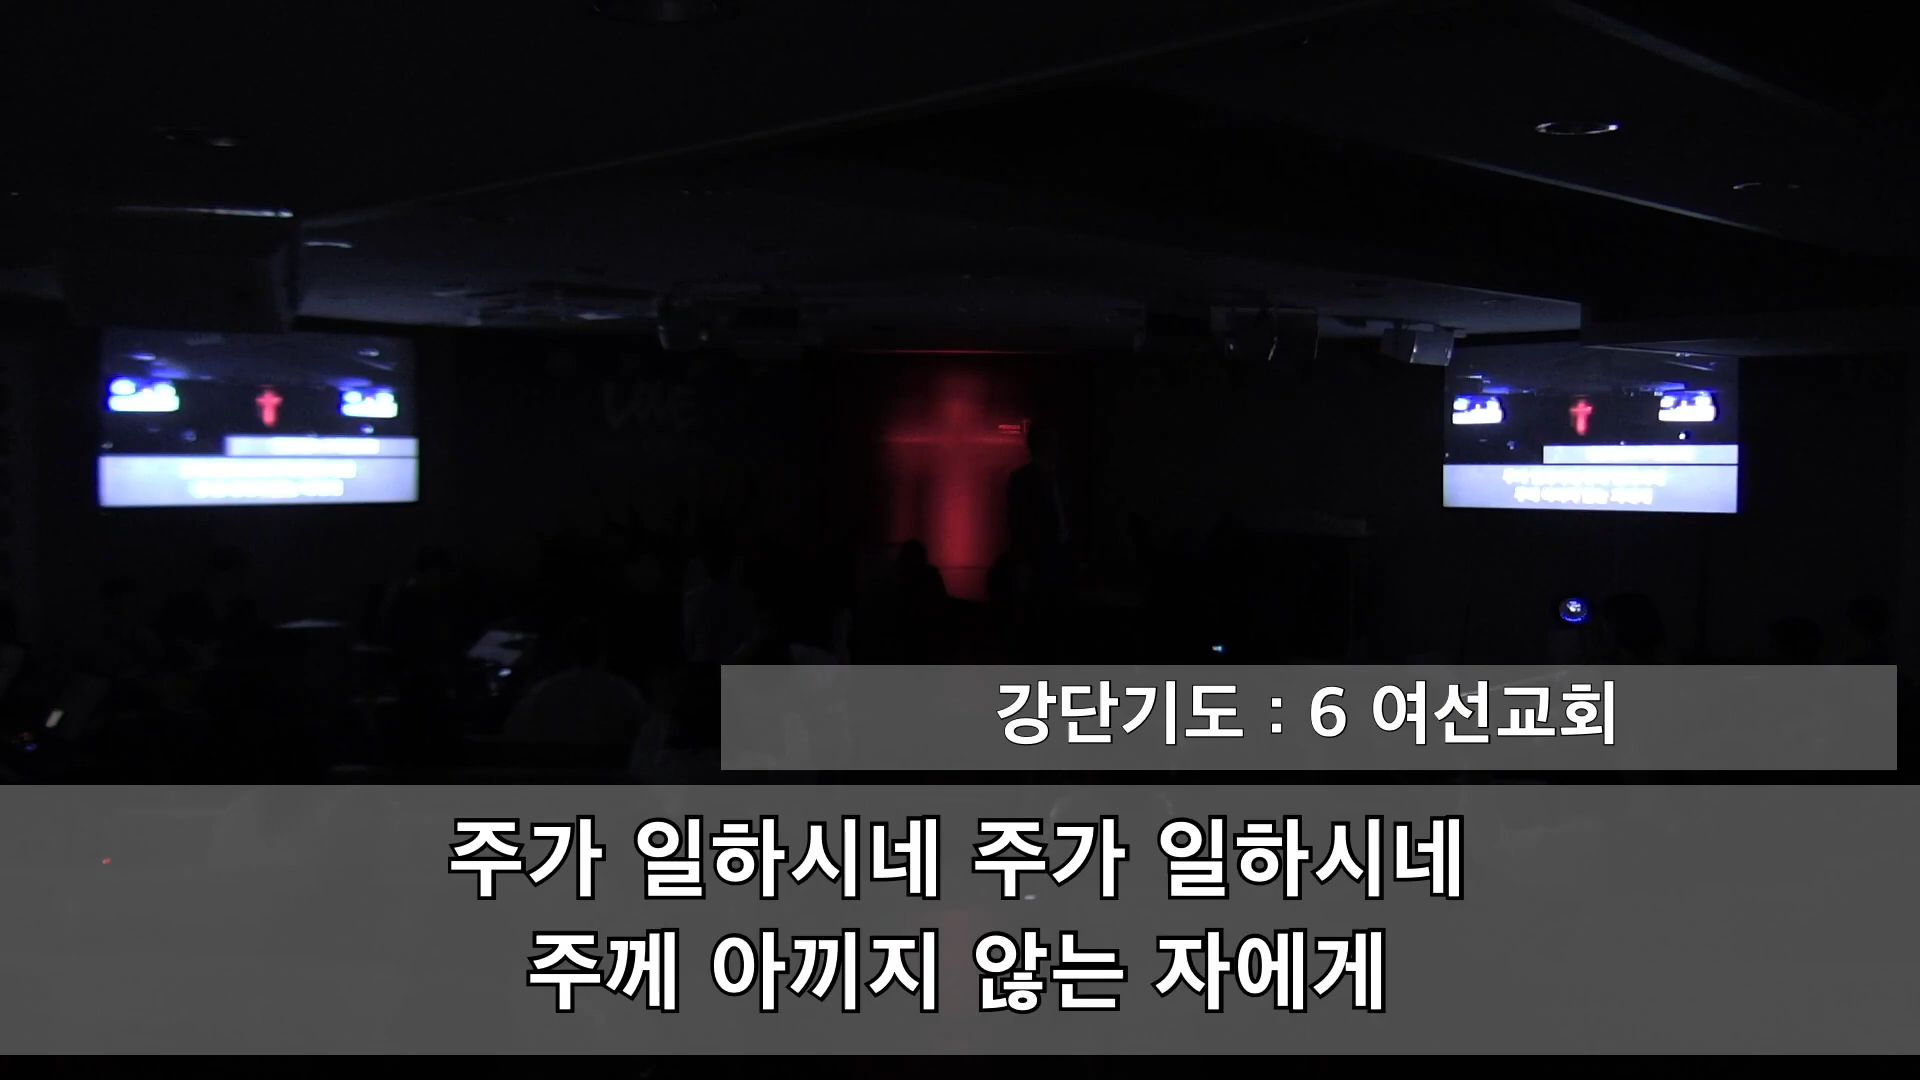 강단기도 : 6 여선교회
주가 일하시네 주가 일하시네
주께 아끼지 않는 자에게